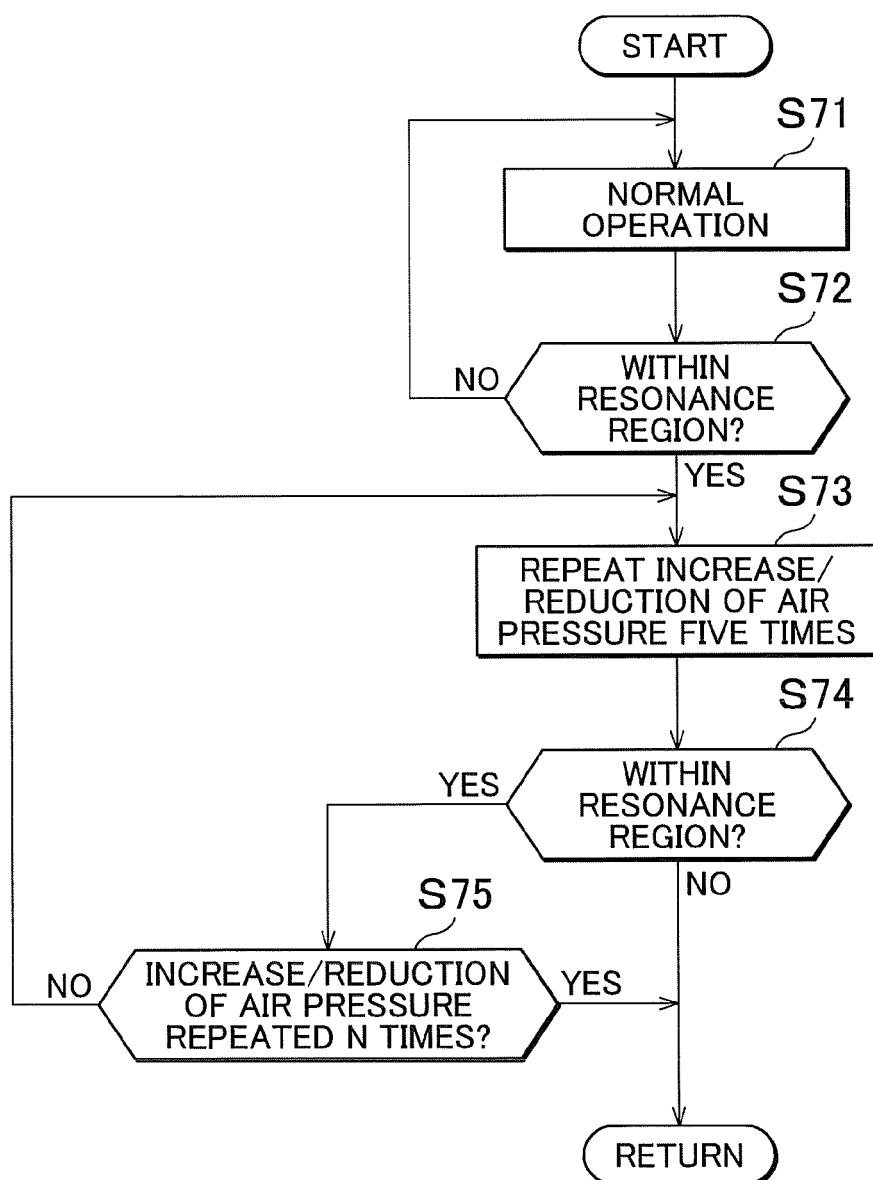 START
S71
NORMAL
OPERATION
S72
NO
WITHIN
RESONANCE
REGION?
YES
S73
REPEAT INCREASE/
REDUCTION OF AIR
PRESSURE FIVE TIMES
S74
YES
WITHIN
RESONANCE
REGION?
NO
S75
NO
INCREASE/REDUCTION
OF AIR PRESSURE
REPEATED N TIMES?
YES
RETURN